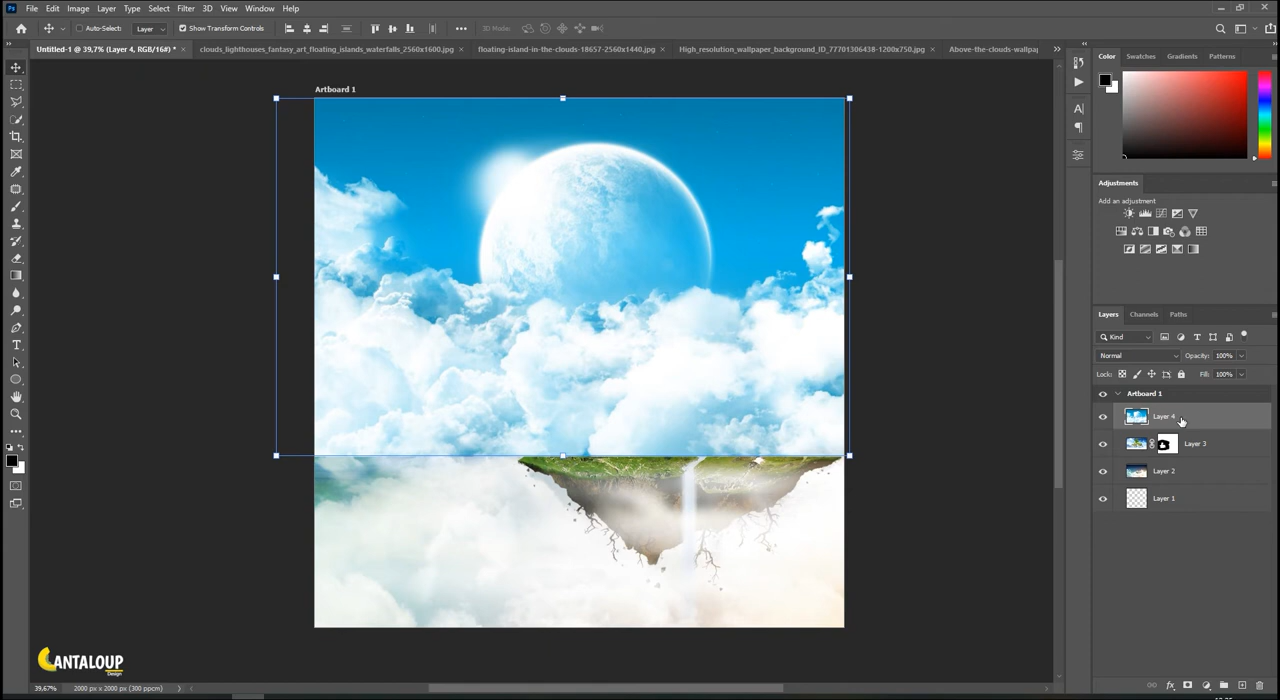 Ps File Edit Image Layer Type Select Filter 3D View Window Help
Auto-Select: Layer Show Transform Controls 3D Mode:
Untitled-1 @ 39,7% (Layer 4, RGB/16#) * × clouds_lighthouses_fantasy_art_floating_islands_waterfalls_2560x1600.jpg × floating-island-in-the-clouds-18657-2560x1440.jpg × High_resolution_wallpaper_background_ID_77701306438-1200x750.jpg × Above-the-clouds-wallpa
Color Swatches Gradients Patterns
Artboard 1
Adjustments
Add an adjustment
Layers Channels Paths
Kind
Normal Opacity: 100%
Lock: Fill: 100%
Artboard 1
Layer 4
Layer 3
Layer 2
Layer 1
CANTALOUP
Design
39,67% 2000 px x 2000 px (300 ppcm)